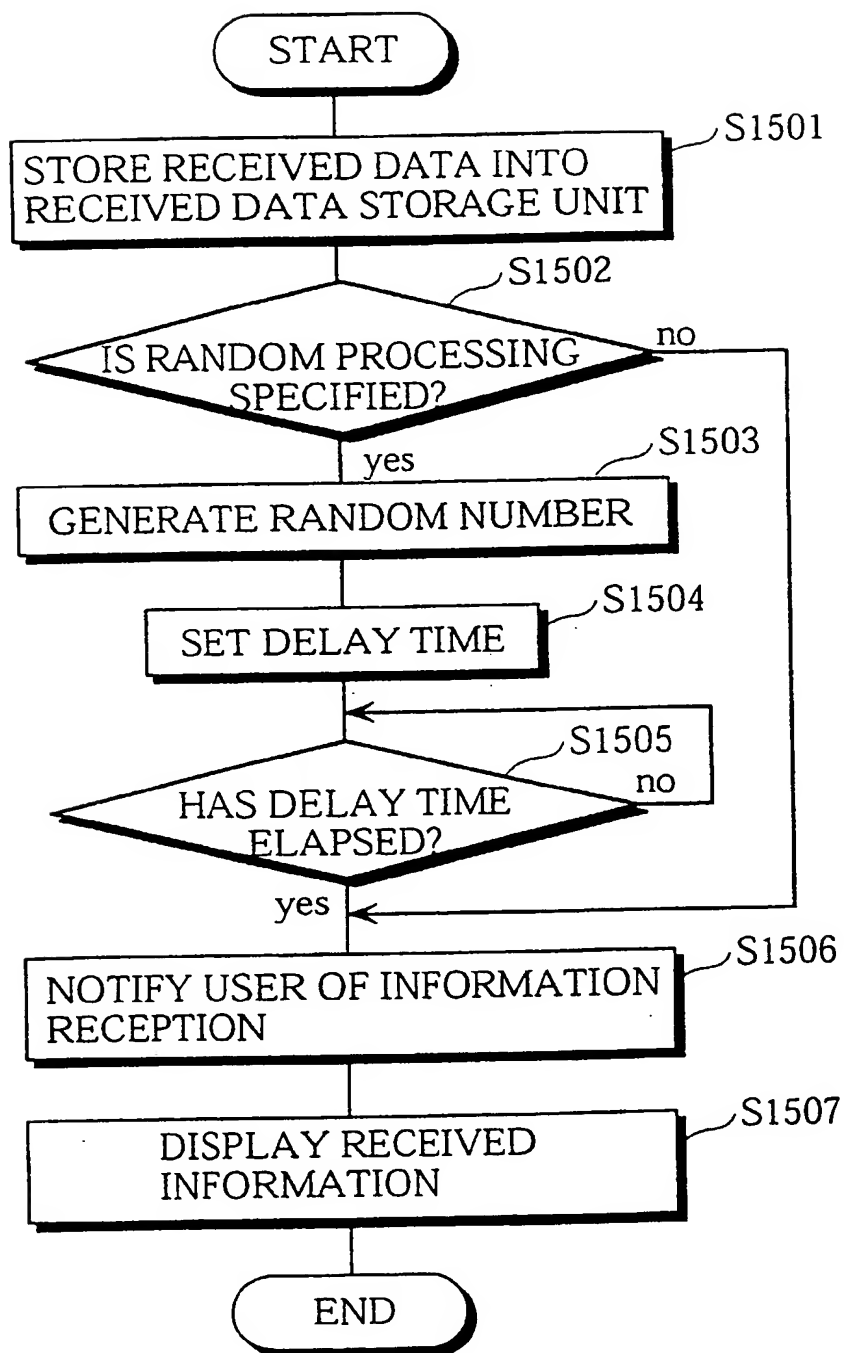 START
S1501
STORE RECEIVED DATA INTO
RECEIVED DATA STORAGE UNIT
S1502
IS RANDOM PROCESSING
SPECIFIED?
no
yes
S1503
GENERATE RANDOM NUMBER
S1504
SET DELAY TIME
S1505
HAS DELAY TIME
ELAPSED?
no
yes
S1506
NOTIFY USER OF INFORMATION
RECEPTION
S1507
DISPLAY RECEIVED
INFORMATION
END